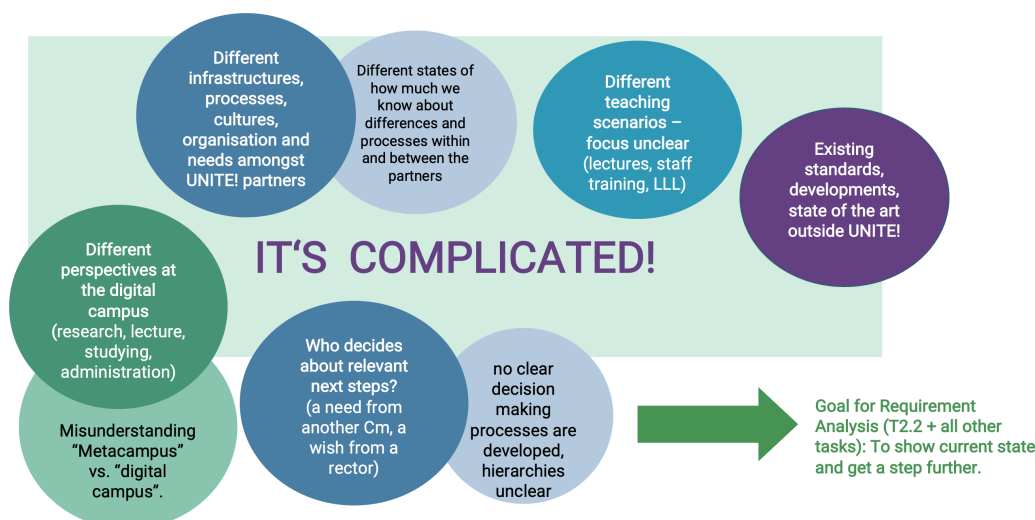 Different
infrastructures,
processes,
cultures,
organisation and
needs amongst
UNITE! partners
Different states of
how much we
know about
differences and
processes within
and between the
partners
Different
teaching
scenarios –
focus unclear
(lectures, staff
training, LLL)
Existing
standards,
developments,
state of the art
outside UNITE!
IT‘S COMPLICATED!
Different
perspectives at
the digital
campus
(research, lecture,
studying,
administration)
Misunderstanding
“Metacampus”
vs. “digital
campus”.
Who decides
about relevant
next steps?
(a need from
another Cm, a
wish from a
rector)
no clear
decision
making
processes are
developed,
hierarchies
unclear
Goal for Requirement
Analysis (T2.2 + all other
tasks): To show current state
and get a step further.